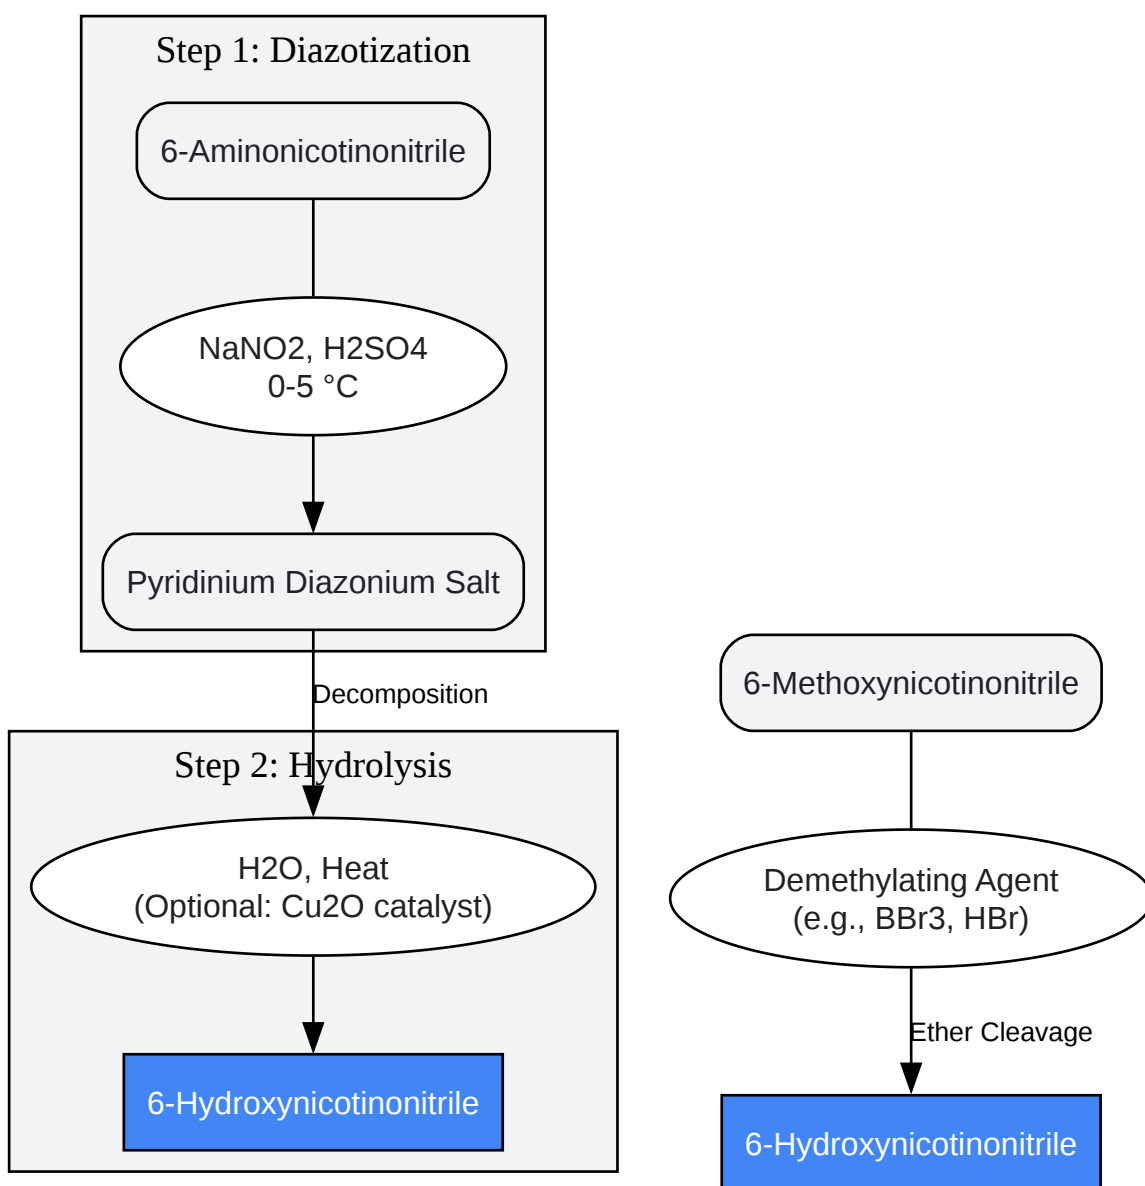 Step 1: Diazotization
6-Aminonicotinonitrile
NaNO2, H2SO4
0-5 °C
Pyridinium Diazonium Salt
Decomposition
Step 2: Hydrolysis
H2O, Heat
(Optional: Cu2O catalyst)
6-Hydroxynicotinonitrile
6-Methoxynicotinonitrile
Demethylating Agent
(e.g., BBr3, HBr)
Ether Cleavage
6-Hydroxynicotinonitrile